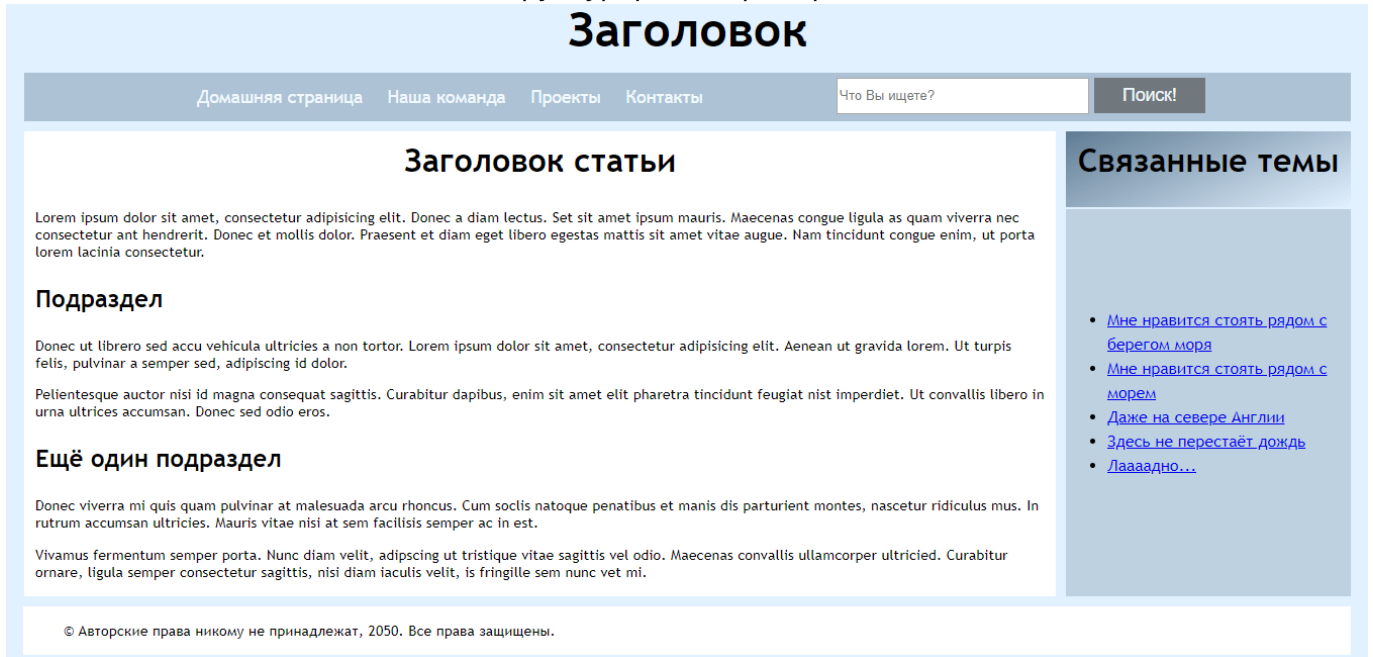 Заголовок
Домашняя страница Наша команда Проекты Контакты Что Вы ищете? Поиск!
Заголовок статьи
Lorem ipsum dolor sit amet, consectetur adipisicing elit. Donec a diam lectus. Set sit amet ipsum mauris. Maecenas congue ligula as quam viverra nec
consectetur ant hendrerit. Donec et mollis dolor. Praesent et diam eget libero egestas mattis sit amet vitae augue. Nam tincidunt congue enim, ut porta
lorem lacinia consectetur.
Подраздел
Donec ut librero sed accu vehicula ultricies a non tortor. Lorem ipsum dolor sit amet, consectetur adipisicing elit. Aenean ut gravida lorem. Ut turpis
felis, pulvinar a semper sed, adipiscing id dolor.
Pelientesque auctor nisi id magna consequat sagittis. Curabitur dapibus, enim sit amet elit pharetra tincidunt feugiat nist imperdiet. Ut convallis libero in
urna ultrices accumsan. Donec sed odio eros.
Ещё один подраздел
Donec viverra mi quis quam pulvinar at malesuada arcu rhoncus. Cum soclis natoque penatibus et manis dis parturient montes, nascetur ridiculus mus. In
rutrum accumsan ultricies. Mauris vitae nisi at sem facilisis semper ac in est.
Vivamus fermentum semper porta. Nunc diam velit, adipscing ut tristique vitae sagittis vel odio. Maecenas convallis ullamcorper ultricied. Curabitur
ornare, ligula semper consectetur sagittis, nisi diam iaculis velit, is fringille sem nunc vet mi.
Связанные темы
Мне нравится стоять рядом с
берегом моря
Мне нравится стоять рядом с
морем
Даже на севере Англии
Здесь не перестаёт дождь
Лаааадно...
© Авторские права никому не принадлежат, 2050. Все права защищены.